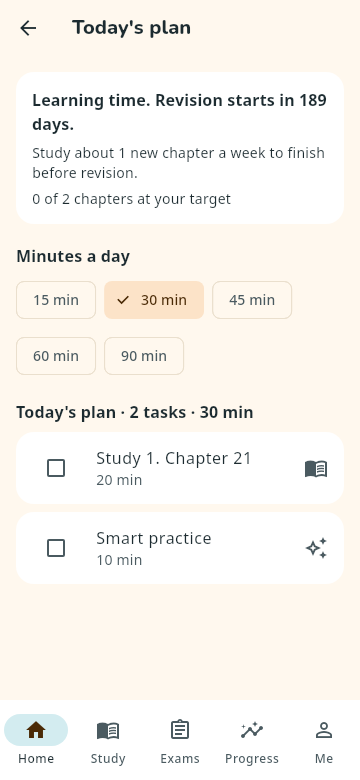 Today's plan
Learning time. Revision starts in 189
days.
Study about 1 new chapter a week to finish
before revision.
0 of 2 chapters at your target
Minutes a day
15 min
30 min
45 min
60 min
90 min
Today's plan · 2 tasks · 30 min
Study 1. Chapter 21
20 min
Smart practice
10 min
Home
Study
Exams
Progress
Me